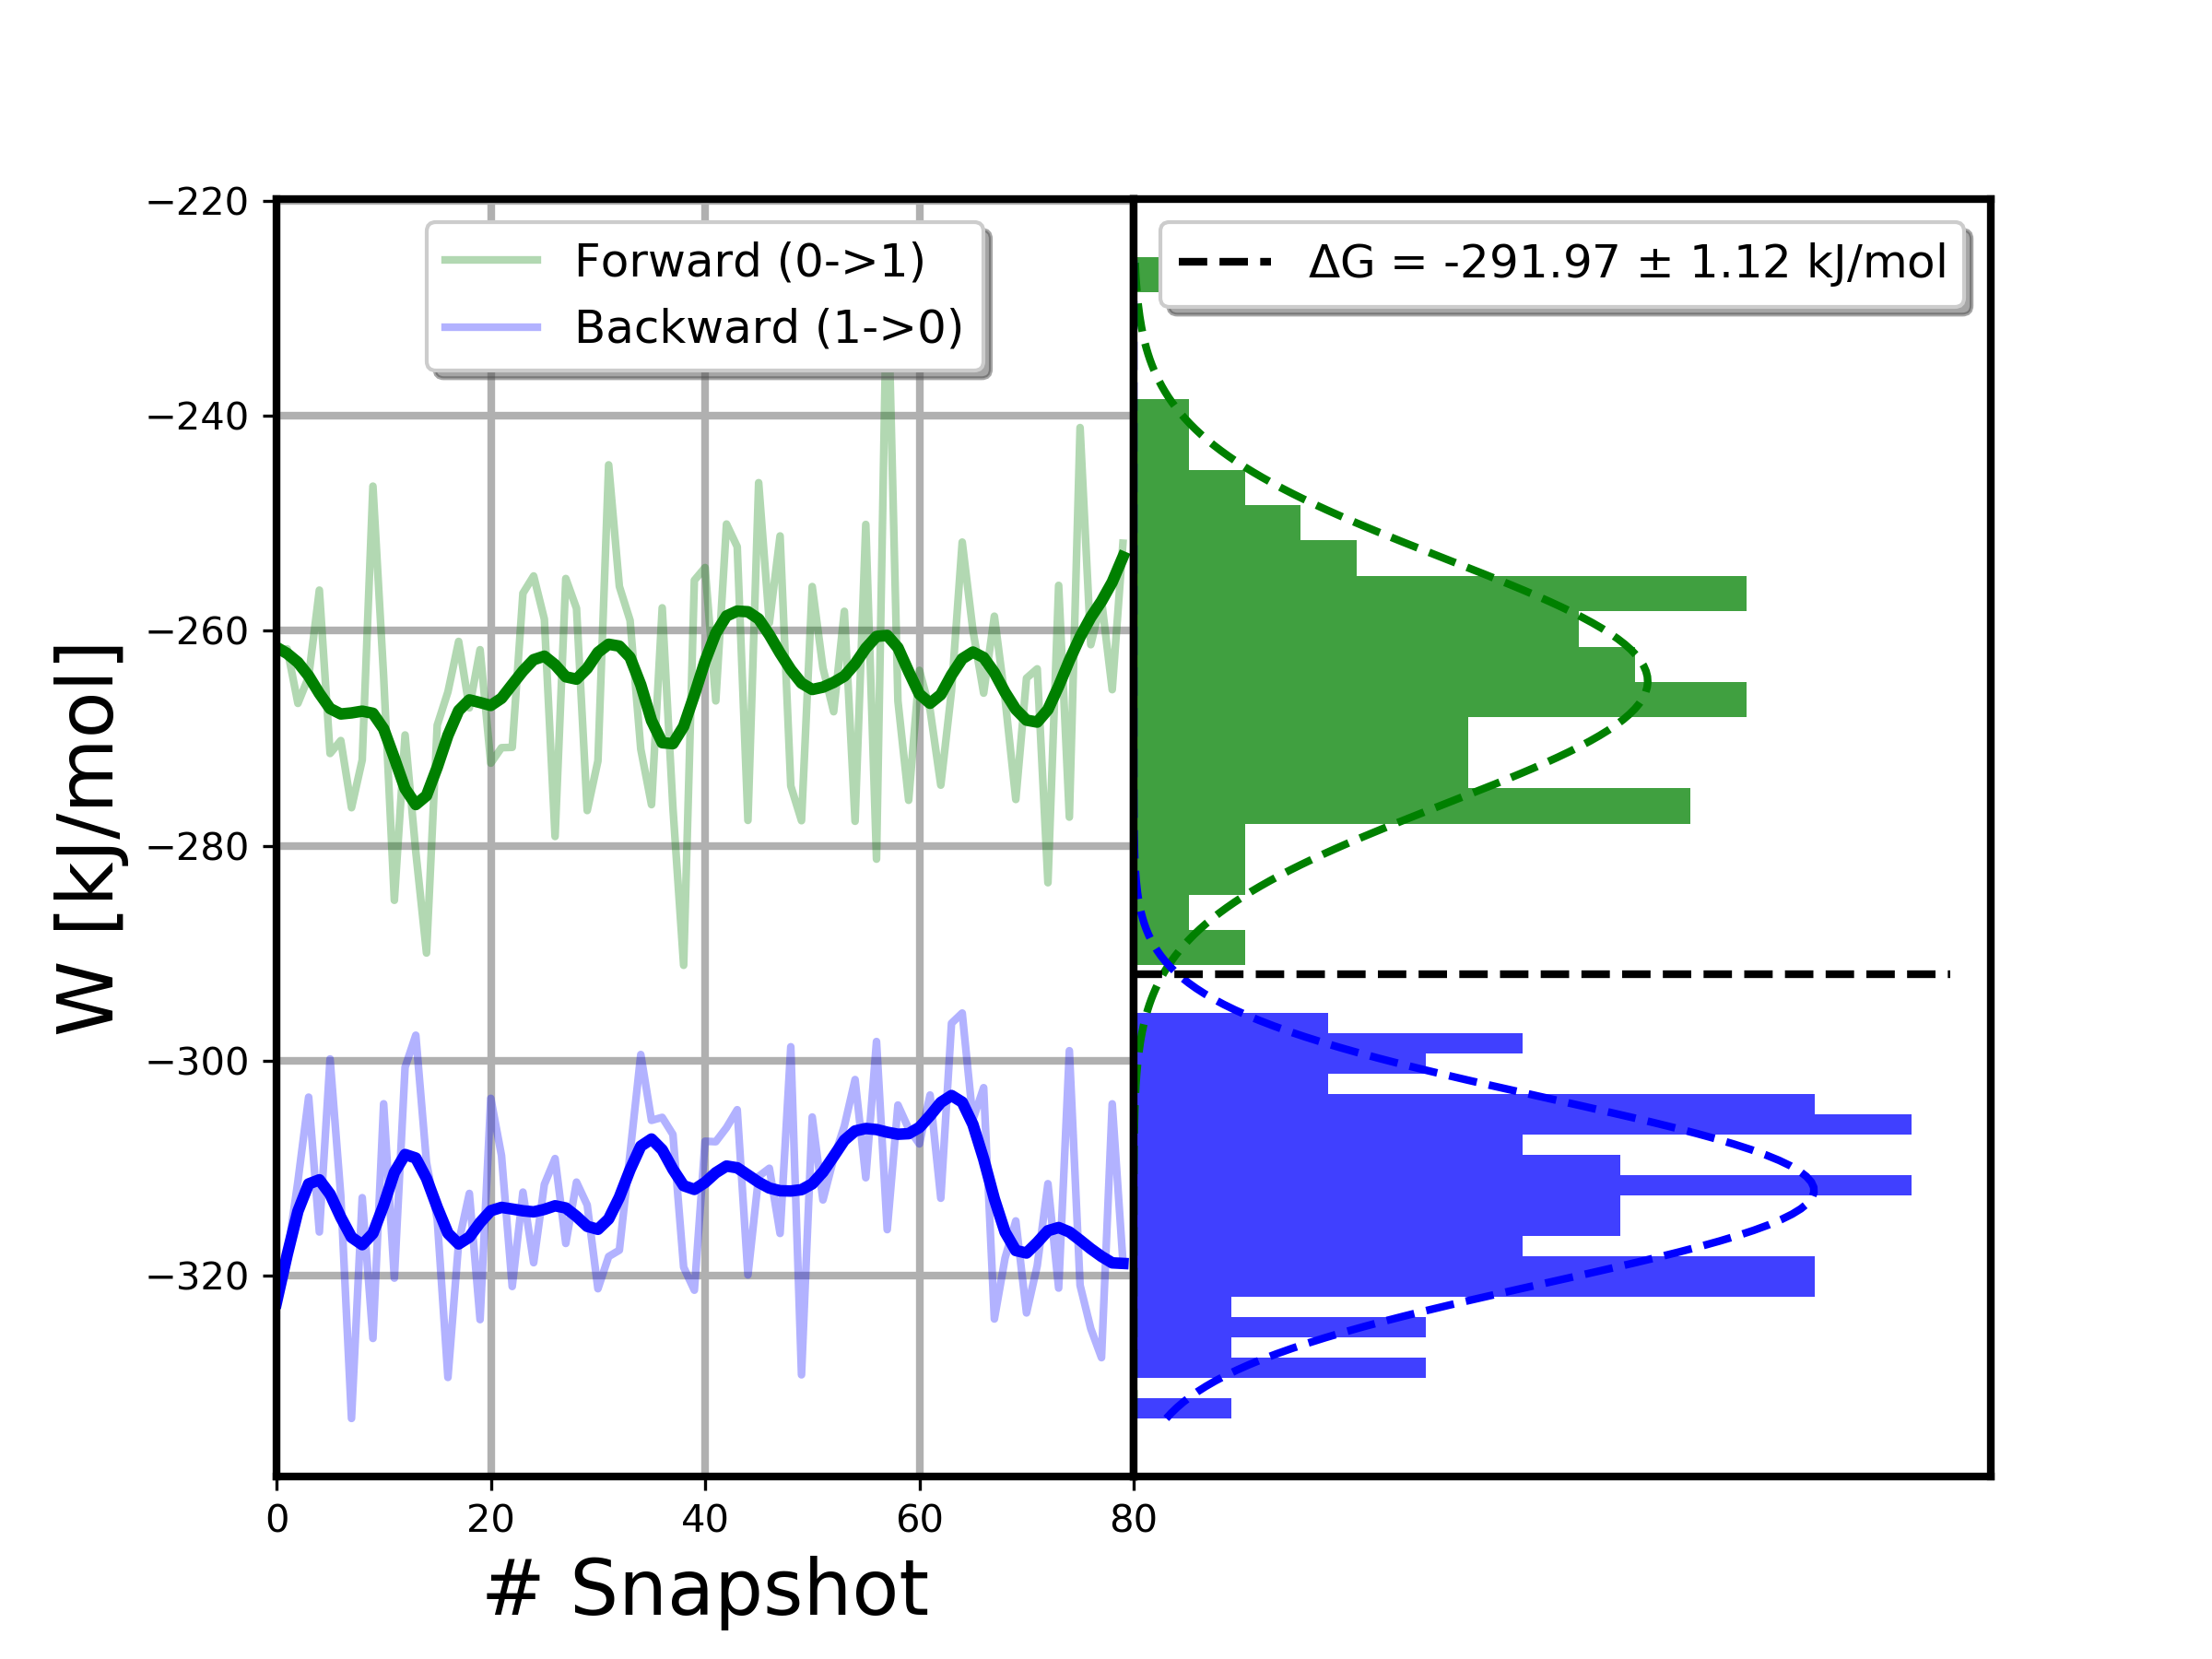 −220
−240
−260
−280
−300
−320
W [kJ/mol]
0 20 40 60 80
# Snapshot
Forward (0->1)
Backward (1->0)
ΔG = -291.97 ± 1.12 kJ/mol